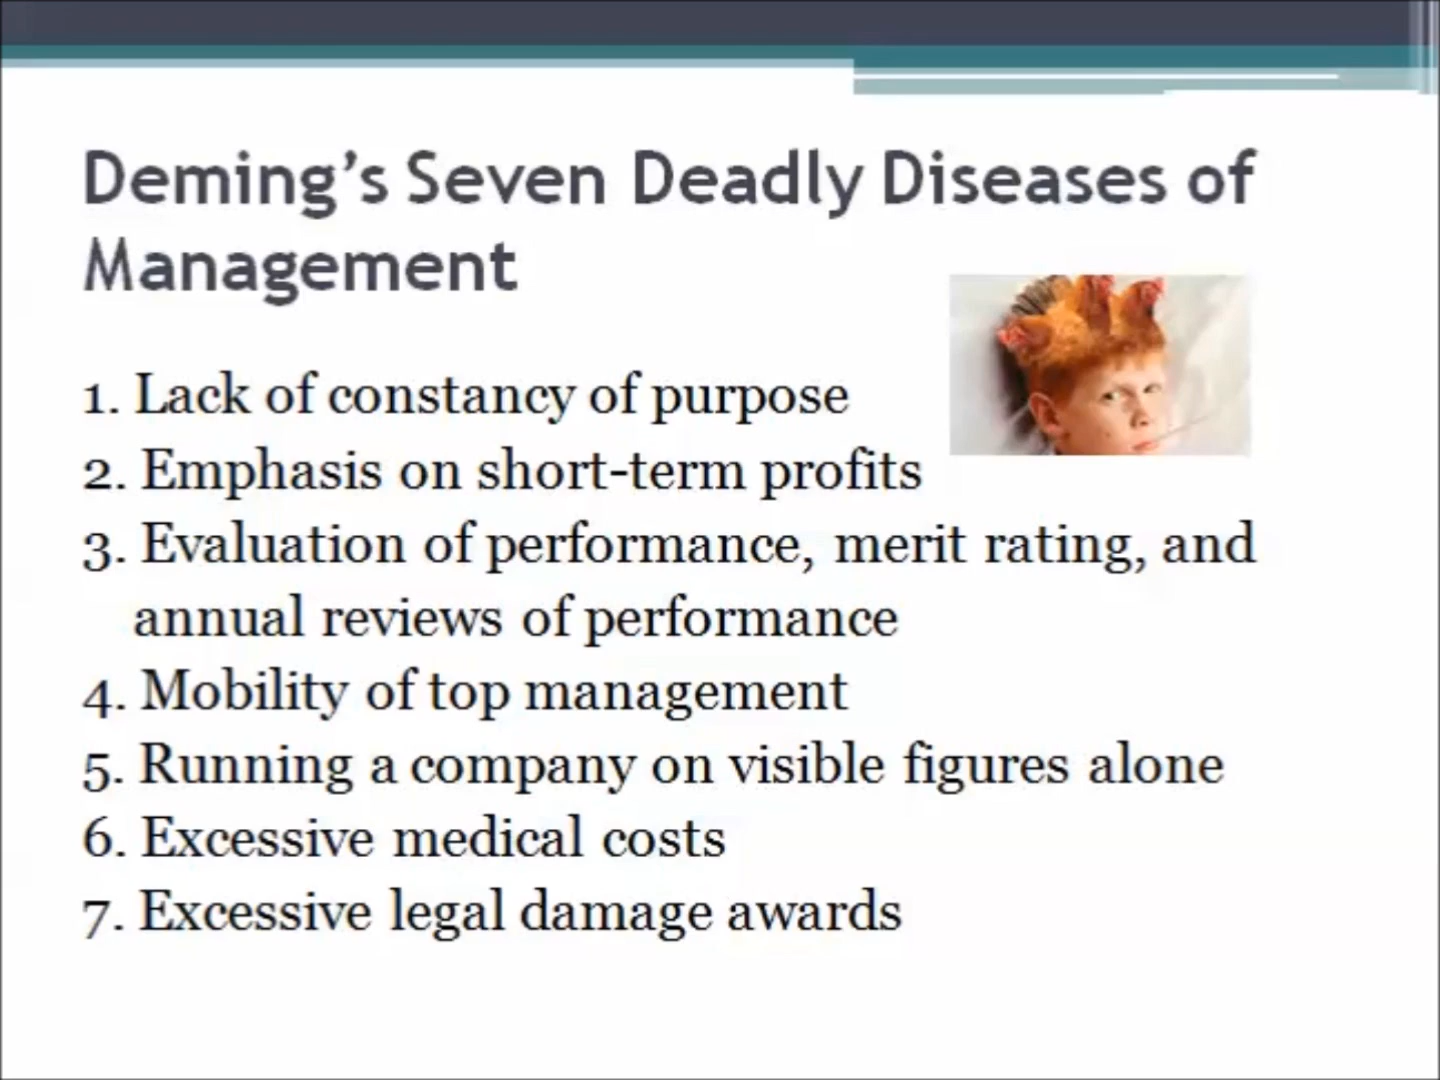 Deming’s Seven Deadly Diseases of
Management
1. Lack of constancy of purpose
2. Emphasis on short-term profits
3. Evaluation of performance, merit rating, and
annual reviews of performance
4. Mobility of top management
5. Running a company on visible figures alone
6. Excessive medical costs
7. Excessive legal damage awards